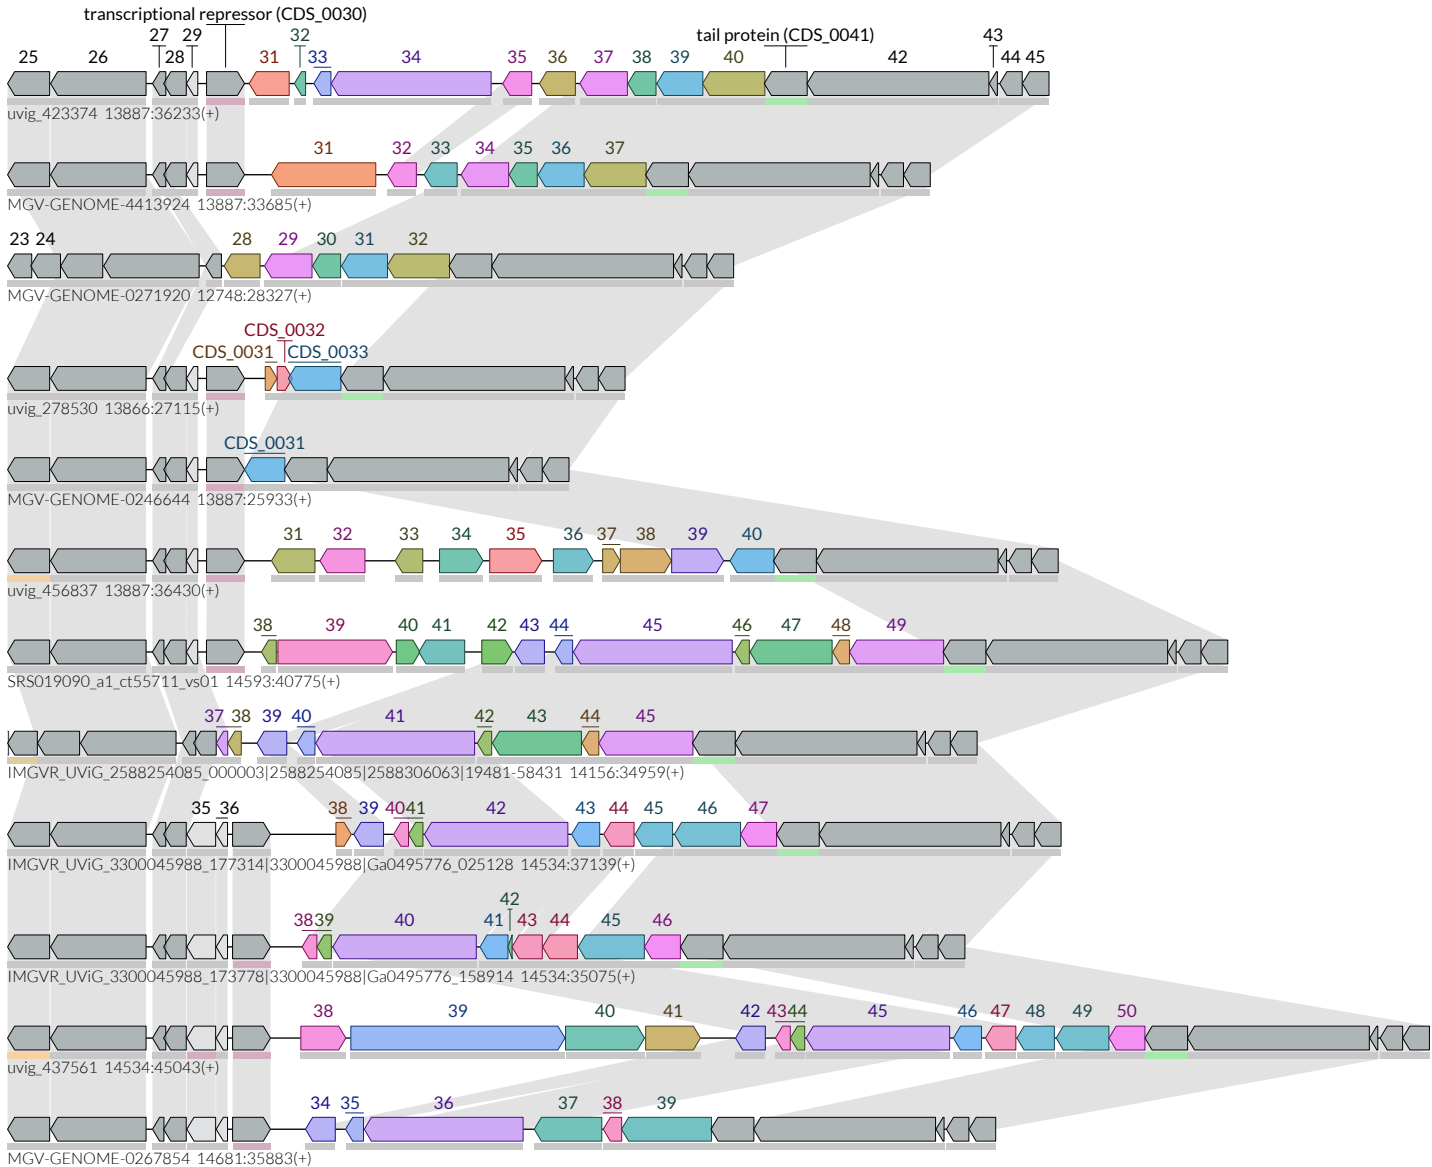 transcriptional repressor (CDS_0030)
27 29 32 tail protein (CDS_0041) 43
25 26 28 31 33 34 35 36 37 38 39 40 42 44 45
uvig_423374 13887:36233(+)
31 32 33 34 35 36 37
MGV-GENOME-4413924 13887:33685(+)
23 24 28 29 30 31 32
MGV-GENOME-0271920 12748:28327(+)
CDS_0032
CDS_0031 CDS_0033
uvig_278530 13866:27115(+)
CDS_0031
MGV-GENOME-0246644 13887:25933(+)
31 32 33 34 35 36 37 38 39 40
uvig_456837 13887:36430(+)
38 39 40 41 42 43 44 45 46 47 48 49
SRS019090_a1_ct55711_vs01 14593:40775(+)
37 38 39 40 41 42 43 44 45
IMGVR_UViG_2588254085_000003|2588254085|2588306063|19481-58431 14156:34959(+)
35 36 38 39 40 41 42 43 44 45 46 47
IMGVR_UViG_3300045988_177314|3300045988|Ga0495776_025128 14534:37139(+)
42
38 39 40 41 43 44 45 46
IMGVR_UViG_3300045988_173778|3300045988|Ga0495776_158914 14534:35075(+)
38 39 40 41 42 43 44 45 46 47 48 49 50
uvig_437561 14534:45043(+)
34 35 36 37 38 39
MGV-GENOME-0267854 14681:35883(+)